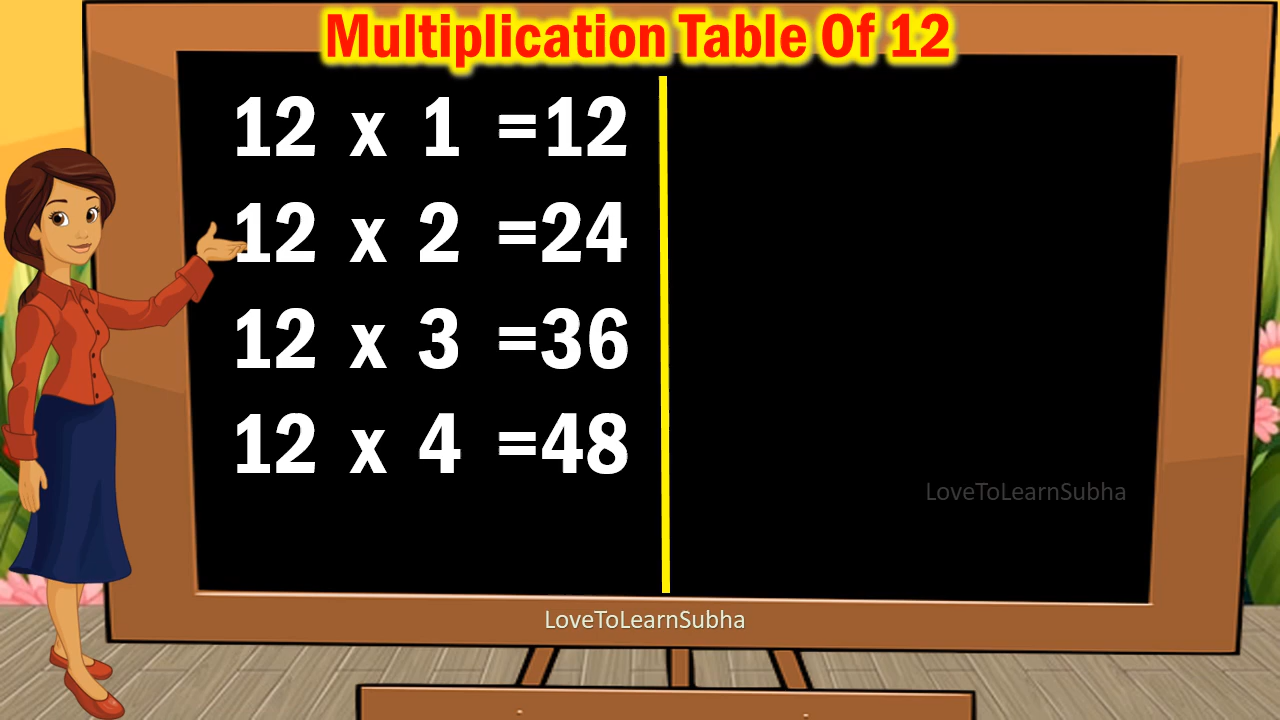 Multiplication Table Of 12
12 x 1 =12
12 x 2 =24
12 x 3 =36
12 x 4 =48
LoveToLearnSubha
LoveToLearnSubha